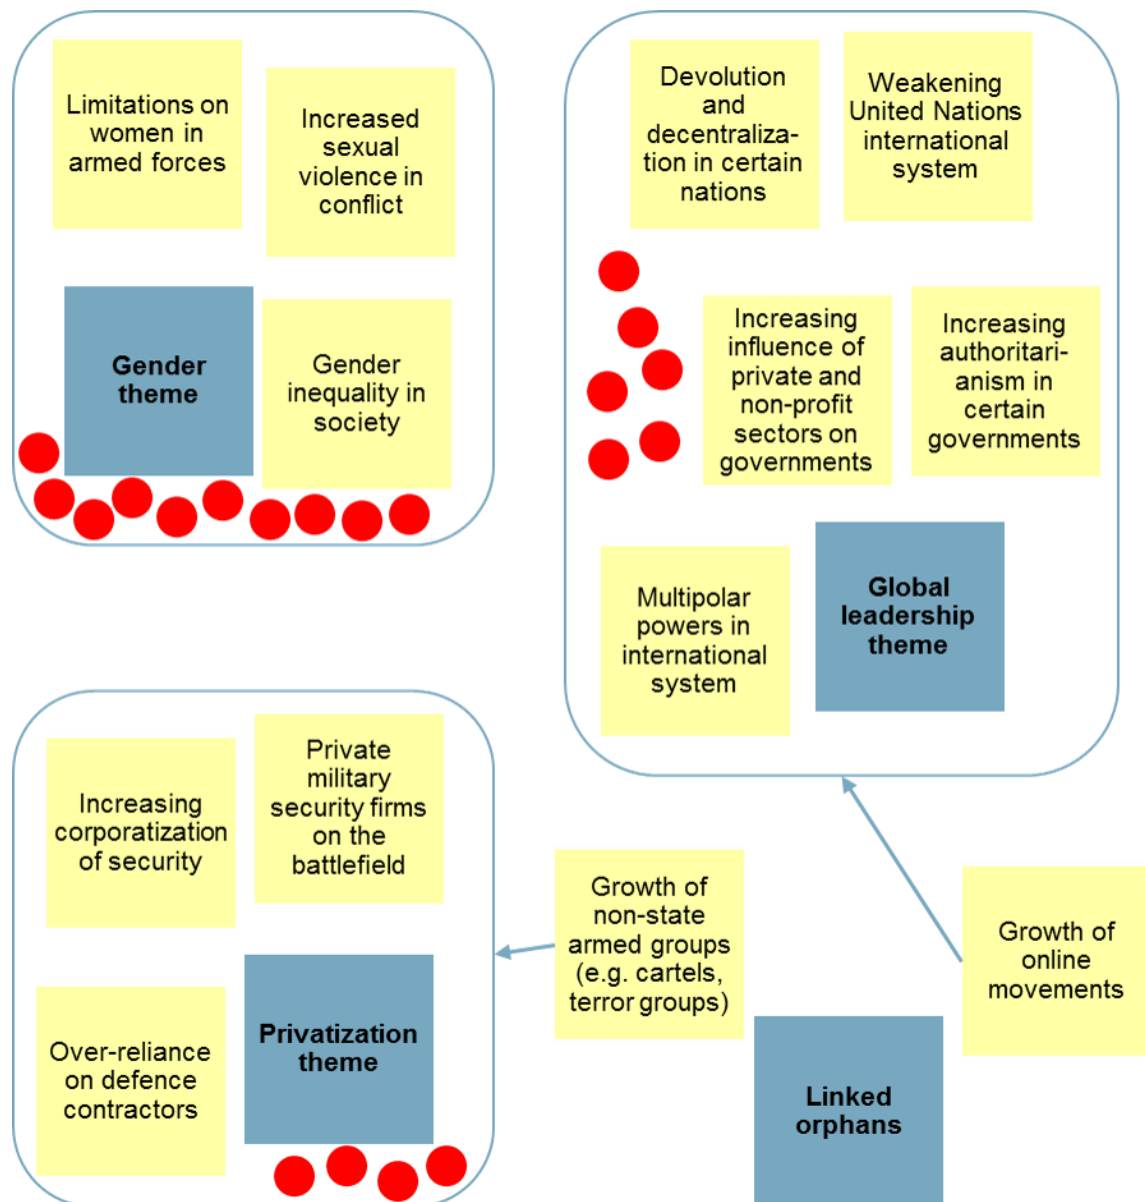 Limitations on
women in
armed forces
Increased
sexual
violence in
conflict
Gender
theme
Gender
inequality in
society
Devolution
and
decentraliza-
tion in certain
nations
Weakening
United Nations
international
system
Increasing
influence of
private and
non-profit
sectors on
governments
Increasing
authoritari-
anism in
certain
governments
Multipolar
powers in
international
system
Global
leadership
theme
Increasing
corporatization
of security
Private
military
security firms
on the
battlefield
Over-reliance
on defence
contractors
Privatization
theme
Growth of
non-state
armed groups
(e.g. cartels,
terror groups)
Growth of
online
movements
Linked
orphans